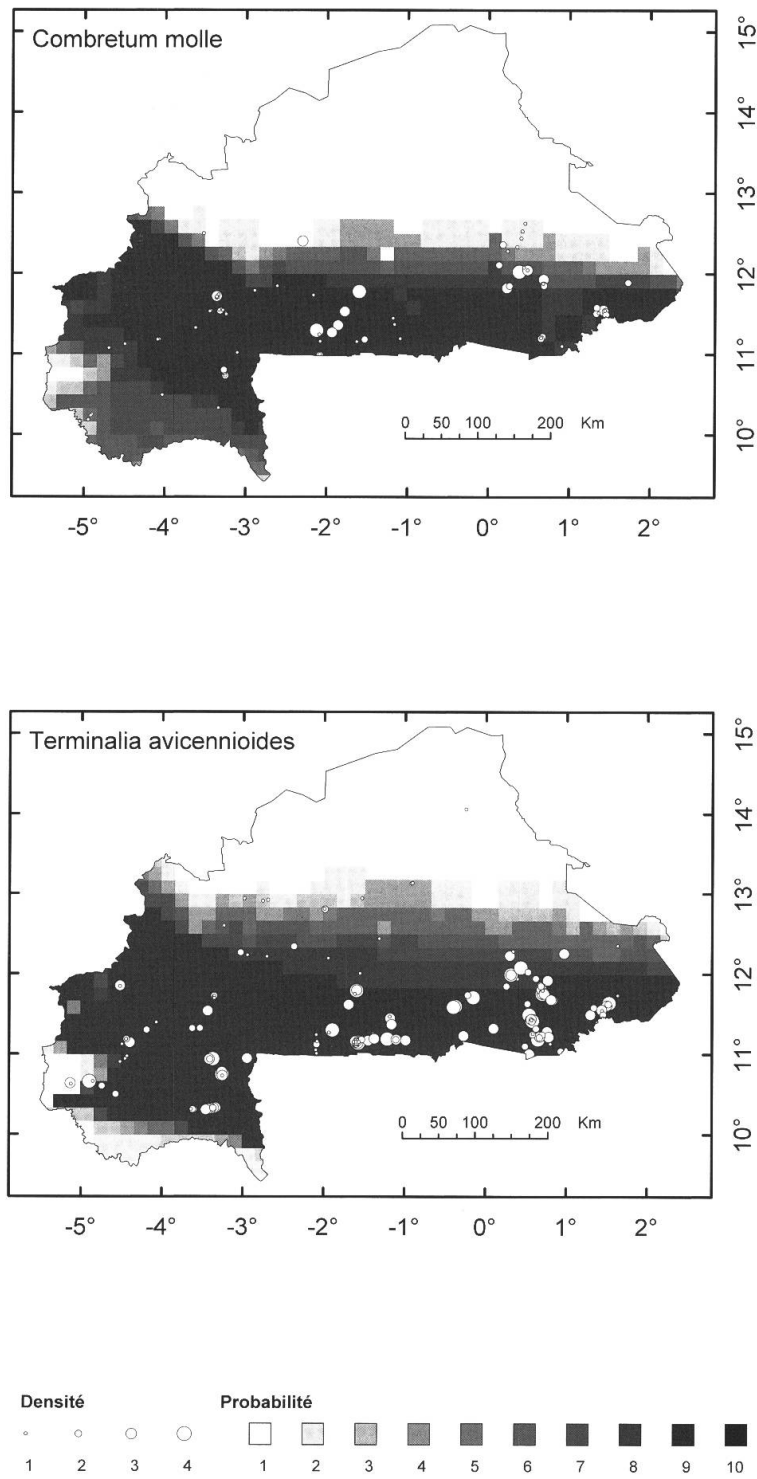 Combretum molle
15°
14°
13°
12°
11°
10°
0 50 100 200 Km
-5° -4° -3° -2° -1° 0° 1° 2°
Terminalia avicennioides
15°
14°
13°
12°
11°
10°
0 50 100 200 Km
-5° -4° -3° -2° -1° 0° 1° 2°
Densité Probabilité
1 2 3 4 1 2 3 4 5 6 7 8 9 10